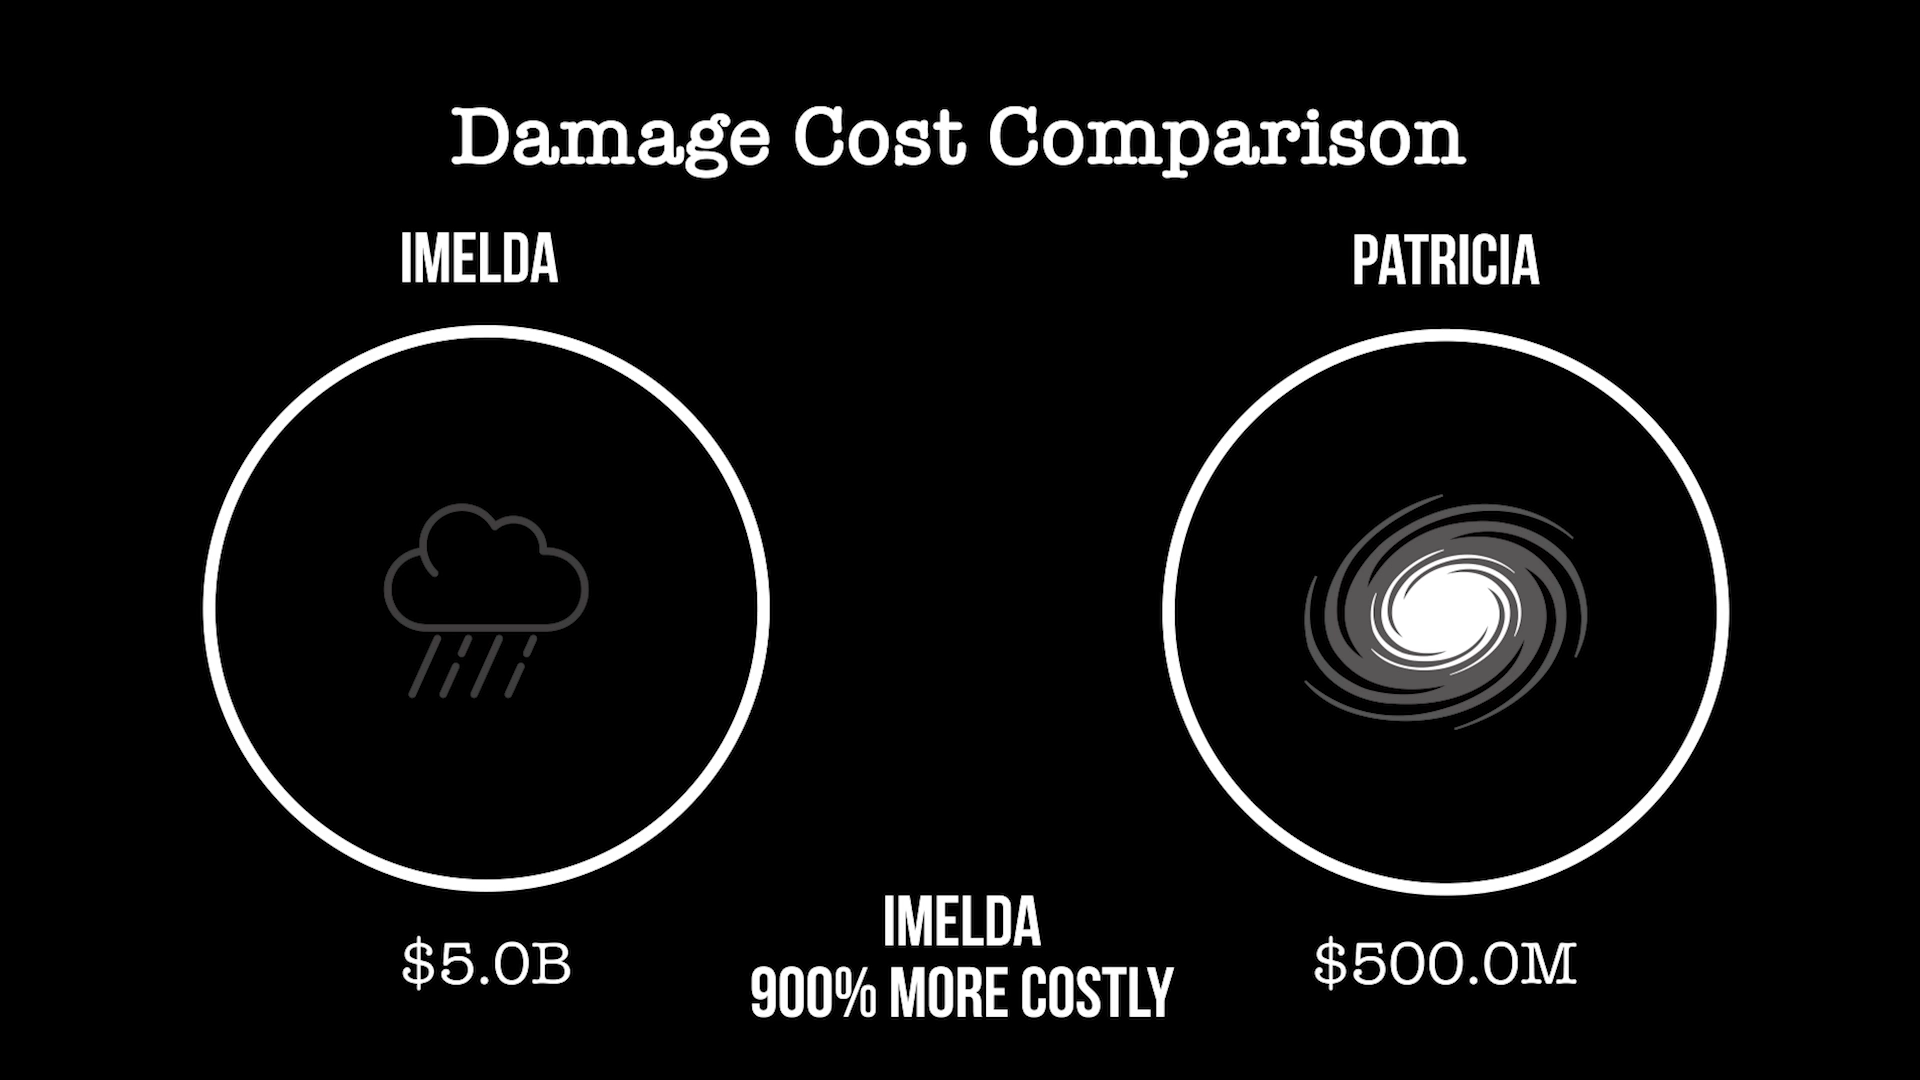 Damage Cost Comparison
IMELDA
PATRICIA
$5.0B
IMELDA
900% MORE COSTLY
$500.0M